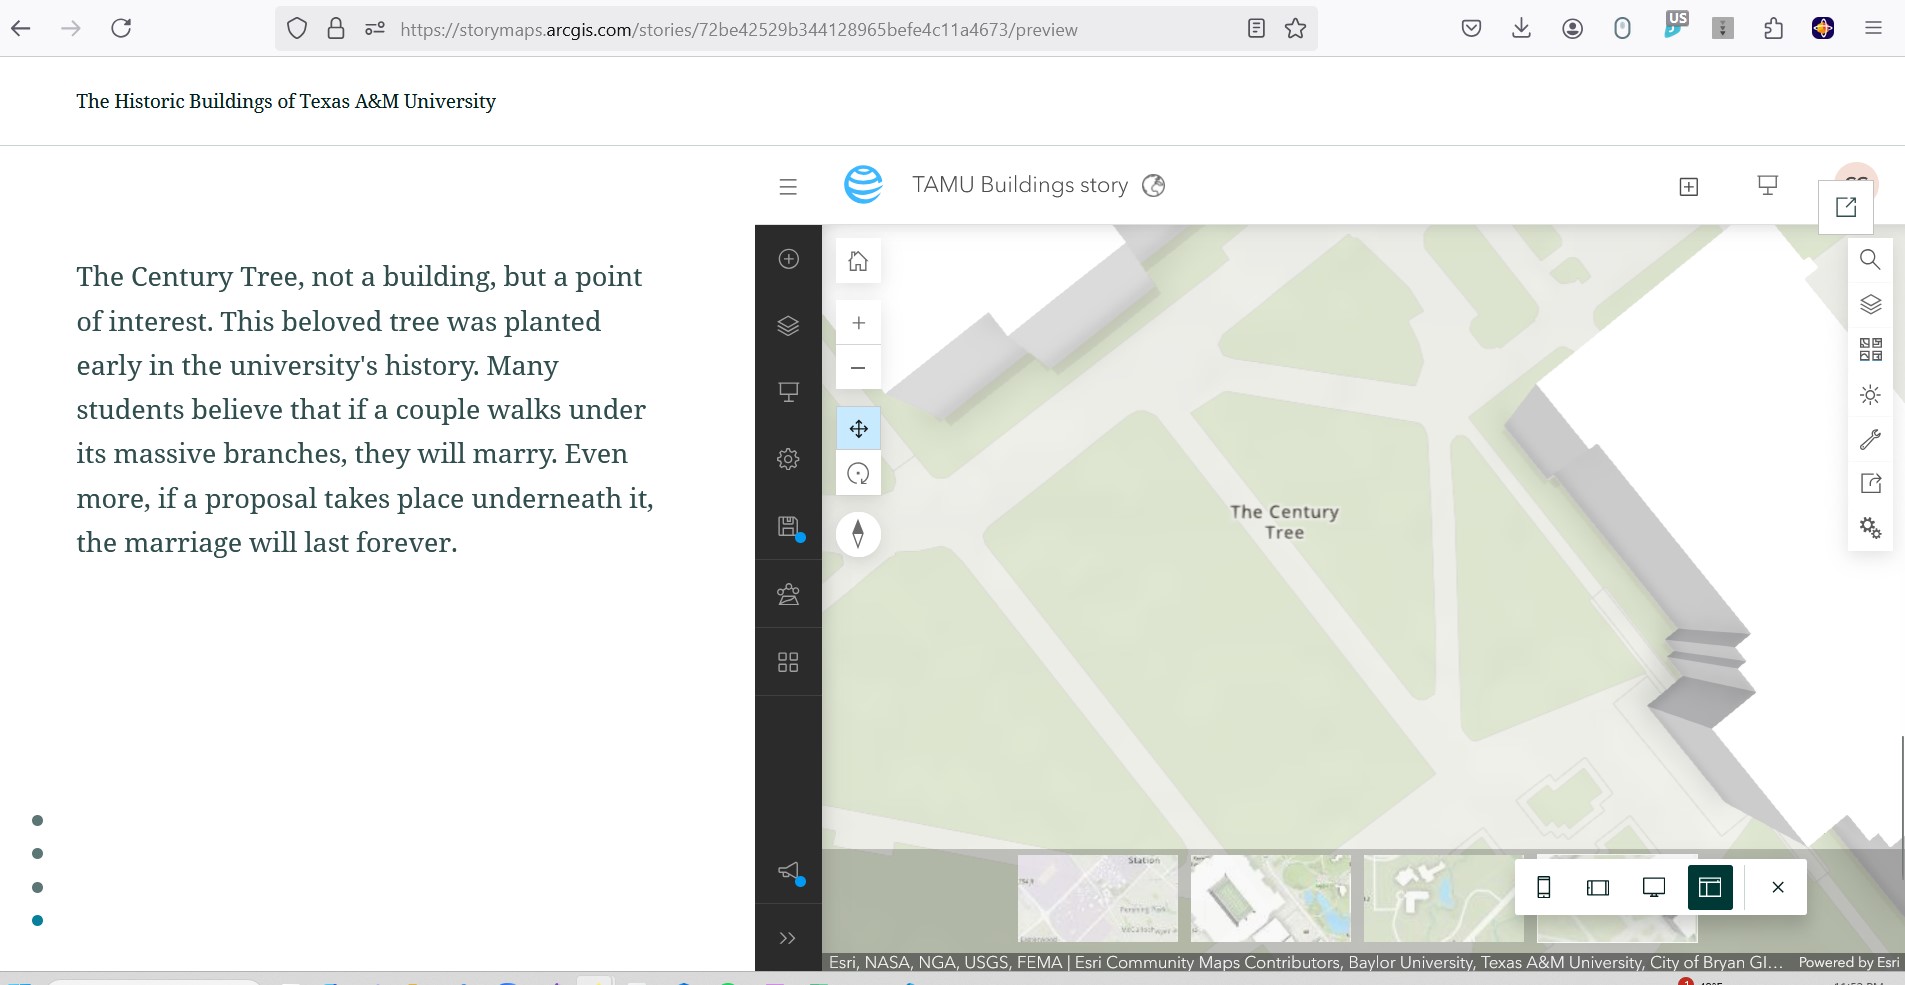 US
https://storymaps.arcgis.com/stories/72be42529b344128965befe4c11a4673/preview
The Historic Buildings of Texas A&M University
TAMU Buildings story
The Century Tree, not a building, but a point
of interest. This beloved tree was planted
early in the university's history. Many
students believe that if a couple walks under
its massive branches, they will marry. Even
more, if a proposal takes place underneath it,
the marriage will last forever.
The Century
Tree
Station
Esri, NASA, NGA, USGS, FEMA | Esri Community Maps Contributors, Baylor University, Texas A&M University, City of Bryan GI...
Powered by Esri